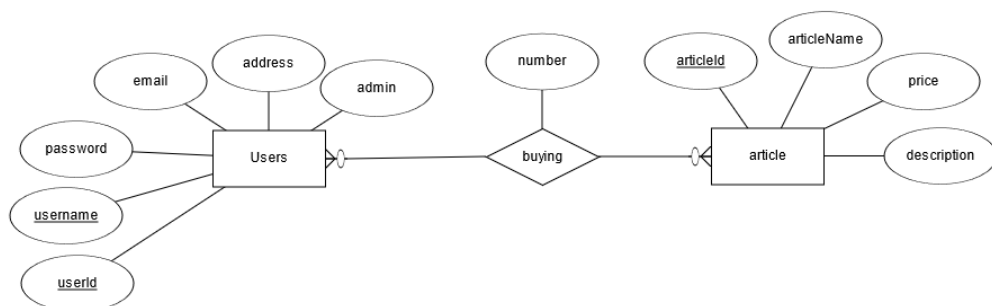 address
email
admin
password
Users
username
userId
number
buying
articleId
articleName
price
article
description